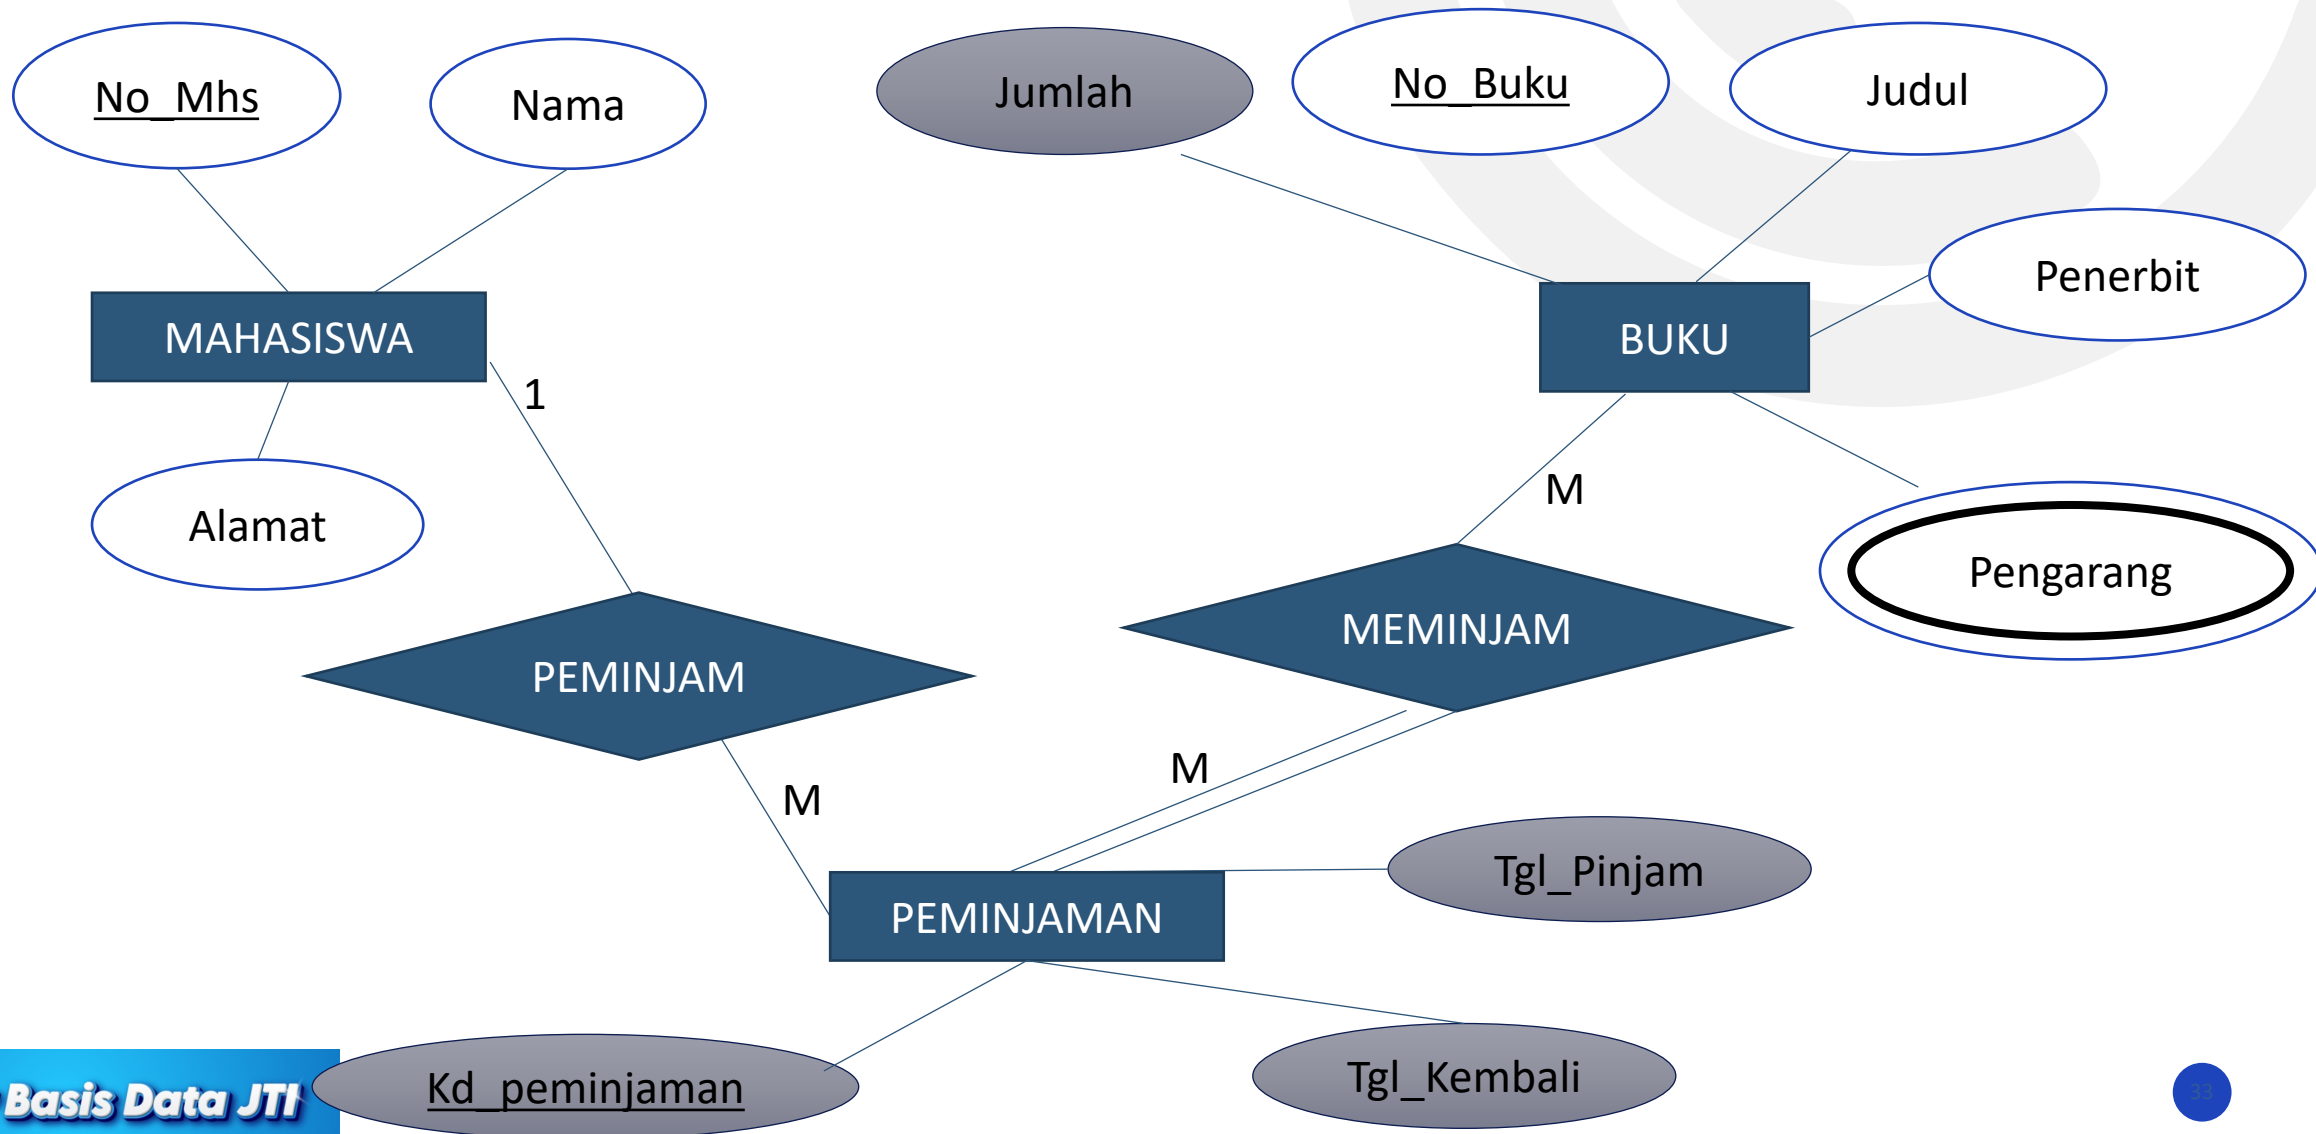 No_Mhs
Nama
Jumlah
No_Buku
Judul
Penerbit
MAHASISWA
BUKU
1
M
Alamat
Pengarang
MEMINJAM
PEMINJAM
M
M
Tgl_Pinjam
PEMINJAMAN
Kd_peminjaman
Tgl_Kembali
Basis Data JTI
33